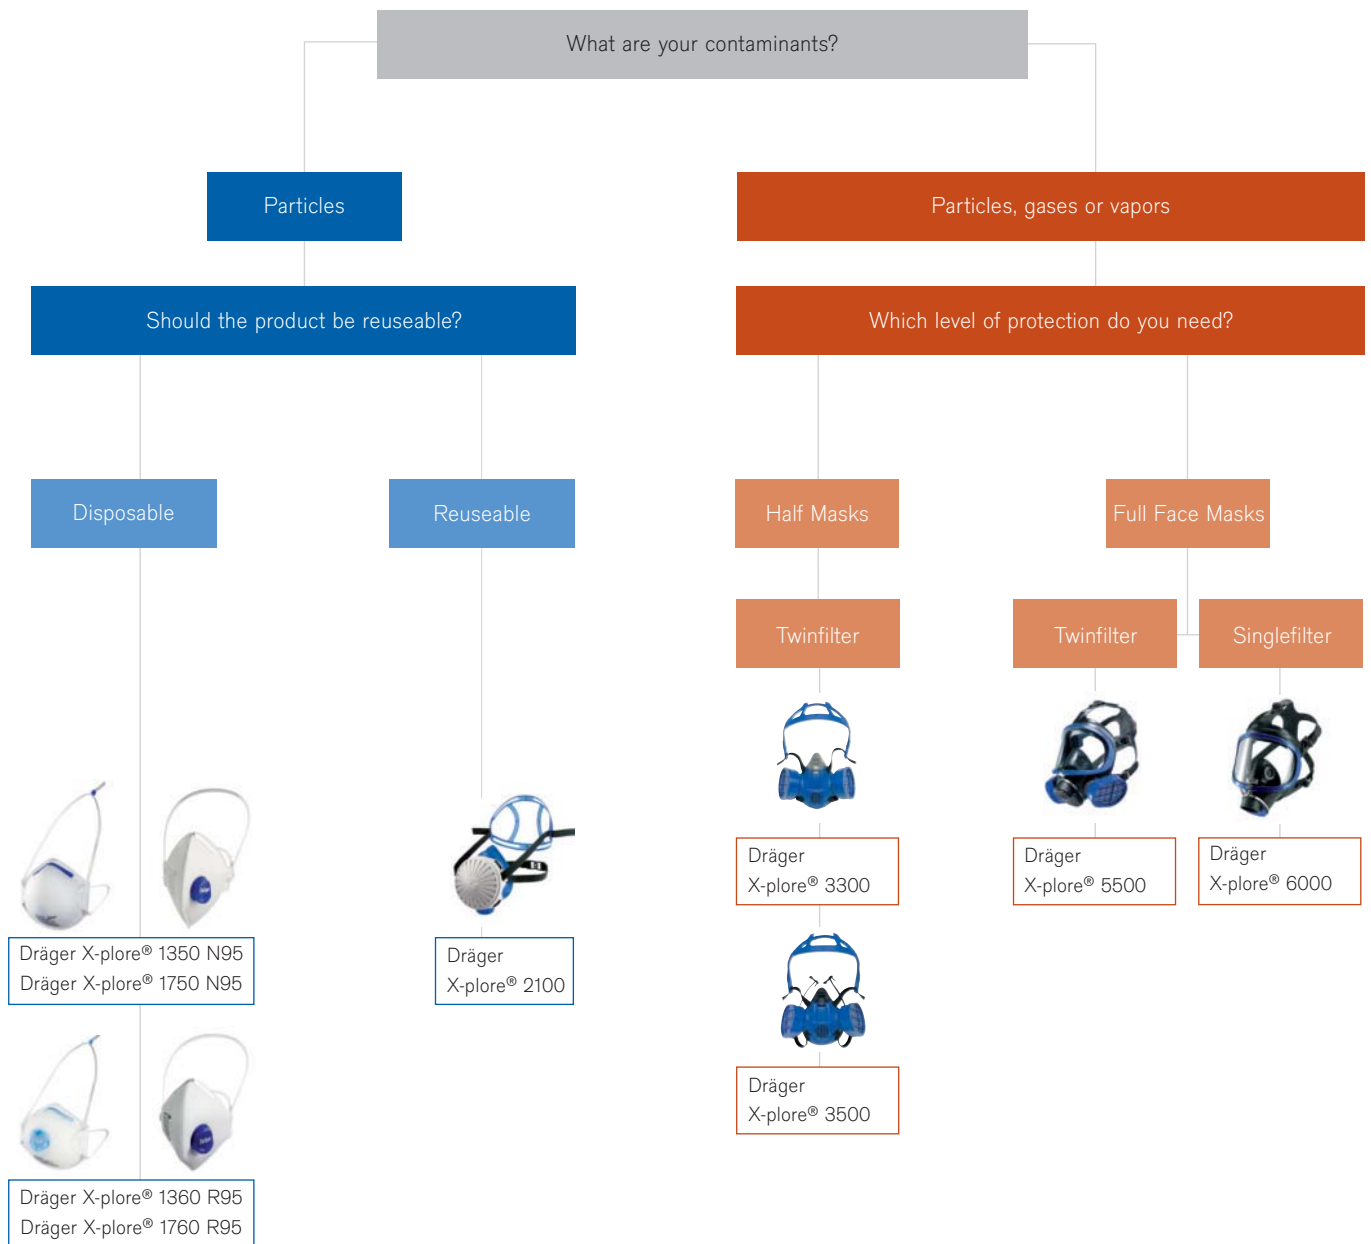 What are your contaminants?
Particles
Particles, gases or vapors
Should the product be reuseable?
Which level of protection do you need?
Disposable
Reuseable
Half Masks
Full Face Masks
Twinfilter
Twinfilter
Singlefilter
Dräger
X-plore® 3300
Dräger
X-plore® 5500
Dräger
X-plore® 6000
Dräger X-plore® 1350 N95
Dräger X-plore® 1750 N95
Dräger
X-plore® 2100
Dräger
X-plore® 3500
Dräger X-plore® 1360 R95
Dräger X-plore® 1760 R95